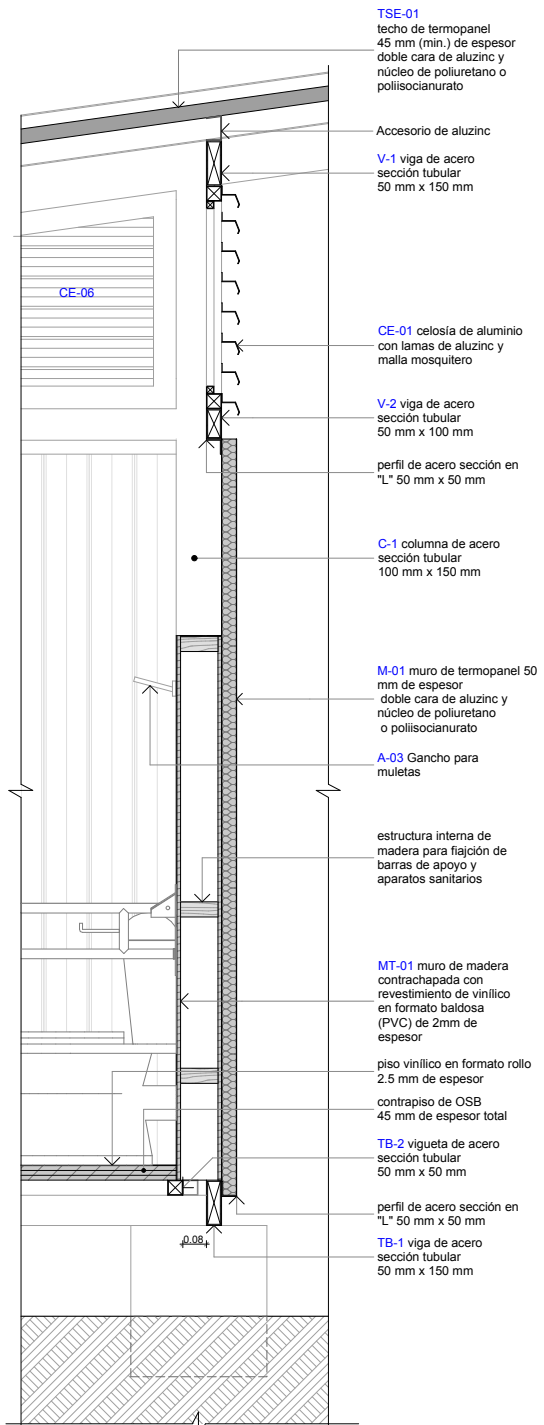 TSE-01
techo de termopanel
45 mm (min.) de espesor
doble cara de aluzinc y
núcleo de poliuretano o
poliisocianurato
Accesorio de aluzinc
V-1 viga de acero
sección tubular
50 mm x 150 mm
CE-06
CE-01 celosía de aluminio
con lamas de aluzinc y
malla mosquitero
V-2 viga de acero
sección tubular
50 mm x 100 mm
perfil de acero sección en
"L" 50 mm x 50 mm
C-1 columna de acero
sección tubular
100 mm x 150 mm
M-01 muro de termopanel 50
mm de espesor
doble cara de aluzinc y
núcleo de poliuretano
o poliisocianurato
A-03 Gancho para
muletas
estructura interna de
madera para fiajción de
barras de apoyo y
aparatos sanitarios
MT-01 muro de madera
contrachapada con
revestimiento de vinílico
en formato baldosa
(PVC) de 2mm de
espesor
piso vinílico en formato rollo
2.5 mm de espesor
contrapiso de OSB
45 mm de espesor total
TB-2 vigueta de acero
sección tubular
50 mm x 50 mm
perfil de acero sección en
"L" 50 mm x 50 mm
TB-1 viga de acero
sección tubular
50 mm x 150 mm
0.08